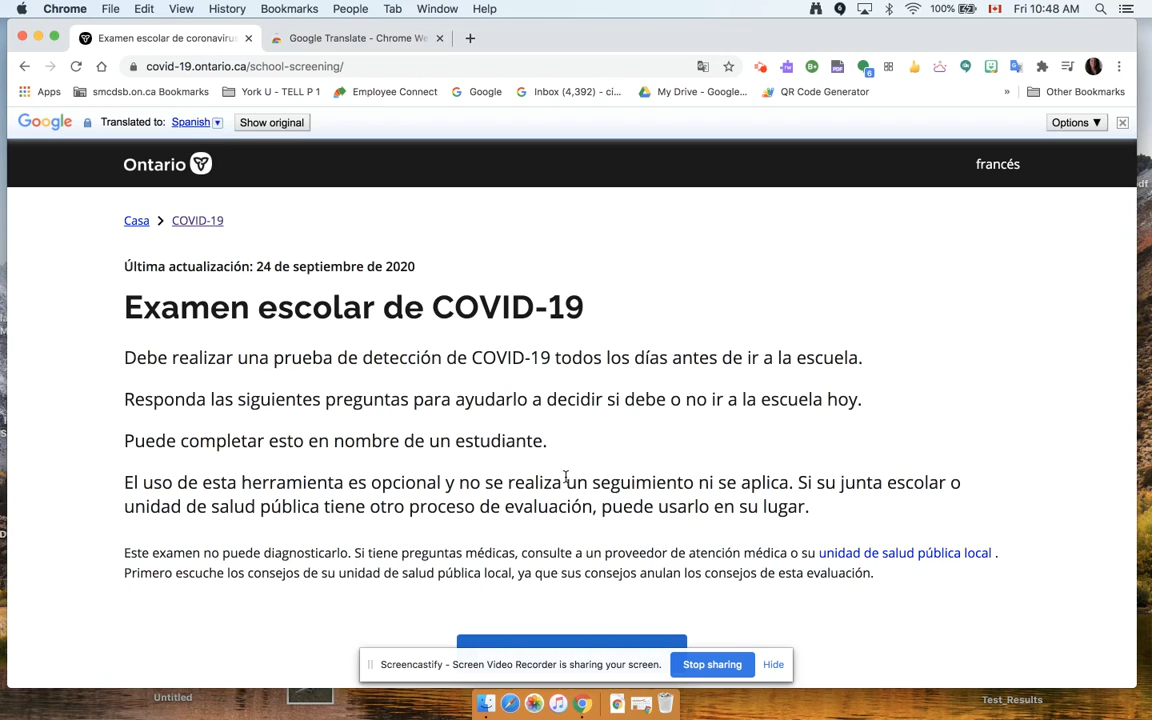 Chrome File Edit View History Bookmarks People Tab Window Help 100% Fri 10:48 AM
Examen escolar de coronavirus Google Translate - Chrome We
covid-19.ontario.ca/school-screening/
Apps smcdsb.on.ca Bookmarks York U - TELL P 1 Employee Connect Google Inbox (4,392) - ci... My Drive - Google... QR Code Generator » Other Bookmarks
Google Translated to: Spanish Show original Options ▼
Ontario francés
Casa COVID-19
Última actualización: 24 de septiembre de 2020
Examen escolar de COVID-19
Debe realizar una prueba de detección de COVID-19 todos los días antes de ir a la escuela.
Responda las siguientes preguntas para ayudarlo a decidir si debe o no ir a la escuela hoy.
Puede completar esto en nombre de un estudiante.
El uso de esta herramienta es opcional y no se realiza un seguimiento ni se aplica. Si su junta escolar o
unidad de salud pública tiene otro proceso de evaluación, puede usarlo en su lugar.
Este examen no puede diagnosticarlo. Si tiene preguntas médicas, consulte a un proveedor de atención médica o su unidad de salud pública local .
Primero escuche los consejos de su unidad de salud pública local, ya que sus consejos anulan los consejos de esta evaluación.
Screencastify - Screen Video Recorder is sharing your screen. Stop sharing Hide
Untitled Test_Results